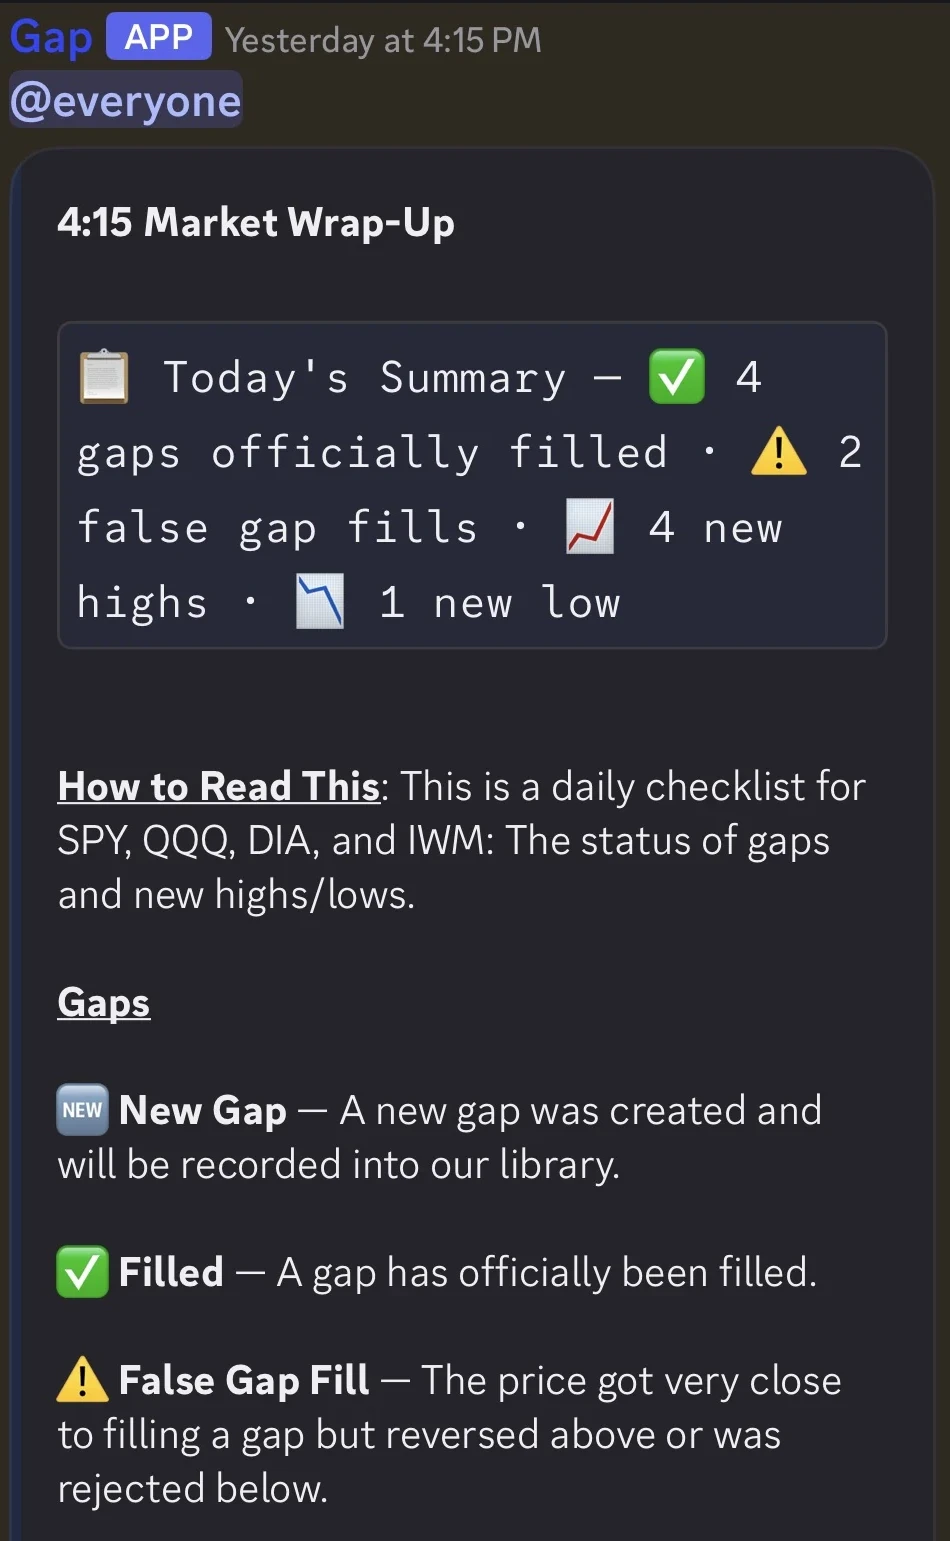 Gap APP Yesterday at 4:15 PM
@everyone
4:15 Market Wrap-Up
📋 Today's Summary — ✅ 4
gaps officially filled · ⚠️ 2
false gap fills · 📈 4 new
highs · 📉 1 new low
How to Read This: This is a daily checklist for
SPY, QQQ, DIA, and IWM: The status of gaps
and new highs/lows.
Gaps
🆕 New Gap — A new gap was created and
will be recorded into our library.
✅ Filled — A gap has officially been filled.
⚠️ False Gap Fill — The price got very close
to filling a gap but reversed above or was
rejected below.